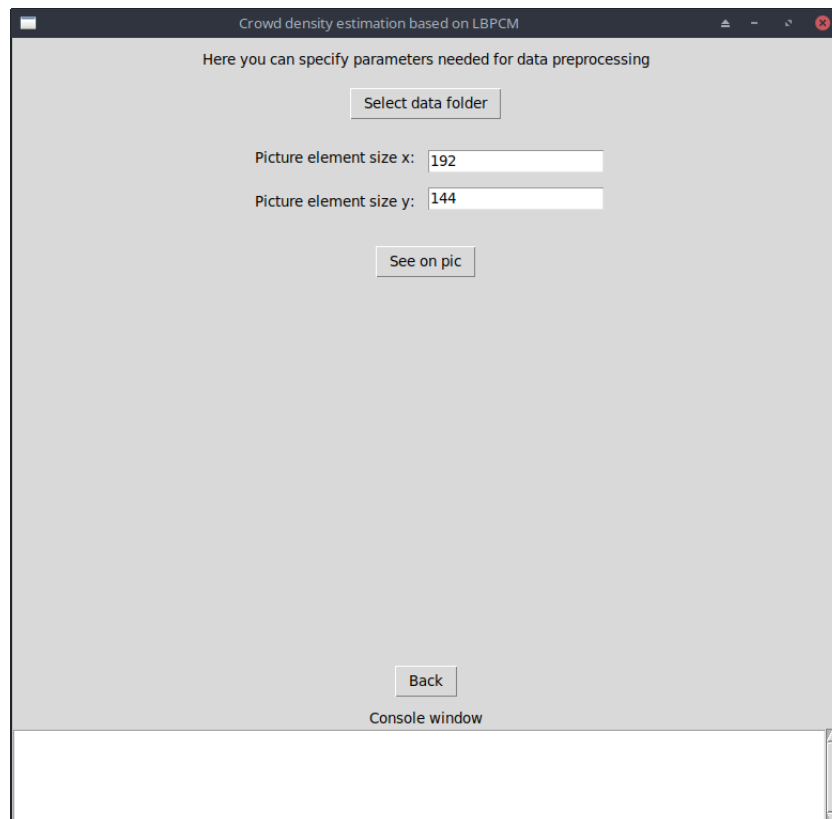 Crowd density estimation based on LBPCM
Here you can specify parameters needed for data preprocessing
Select data folder
Picture element size x: 192
Picture element size y: 144
See on pic
Back
Console window